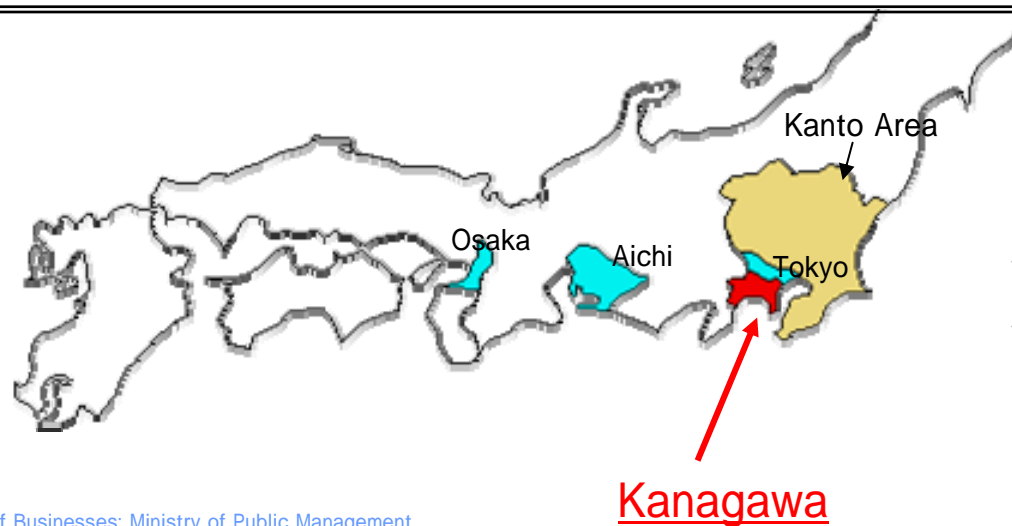 Kanto Area
Osaka
Aichi
Tokyo
Kanagawa
f Businesses: Ministry of Public Management